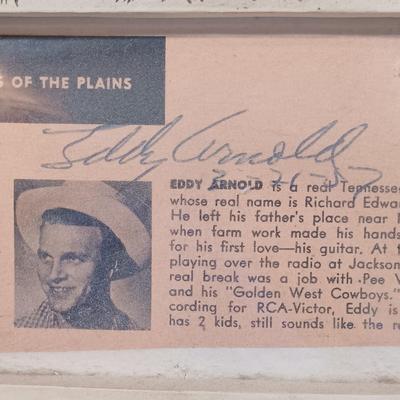 S OF THE PLAINS
Eddy Arnold
EDDY ARNOLD is a real Tennessee
whose real name is Richard Edwar
He left his father's place near
when farm work made his hands
for his first love—his guitar. At t
playing over the radio at Jackson
real break was a job with Pee
and his "Golden West Cowboys."
cording for RCA-Victor, Eddy is
has 2 kids, still sounds like the re